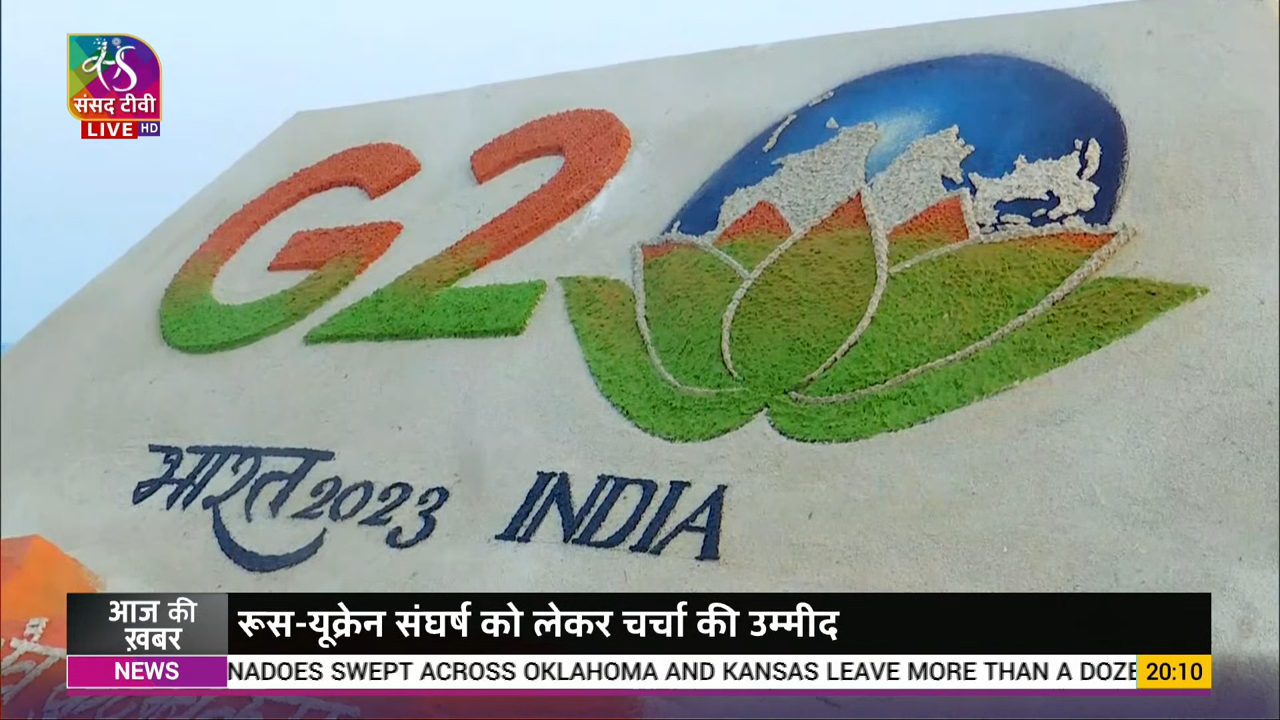 संसद टीवी
LIVE HD
G2
भारत 2023 INDIA
आज की ख़बर
रूस-यूक्रेन संघर्ष को लेकर चर्चा की उम्मीद
NEWS
NADOES SWEPT ACROSS OKLAHOMA AND KANSAS LEAVE MORE THAN A DOZE
20:10